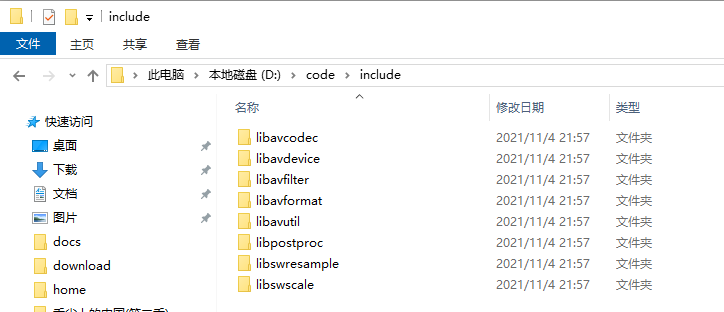 include
文件 主页 共享 查看
此电脑 本地磁盘 (D:) code include
名称 修改日期 类型
快速访问
桌面
下载
文档
图片
docs
download
home
libavcodec 2021/11/4 21:57 文件夹
libavdevice 2021/11/4 21:57 文件夹
libavfilter 2021/11/4 21:57 文件夹
libavformat 2021/11/4 21:57 文件夹
libavutil 2021/11/4 21:57 文件夹
libpostproc 2021/11/4 21:57 文件夹
libswresample 2021/11/4 21:57 文件夹
libswscale 2021/11/4 21:57 文件夹